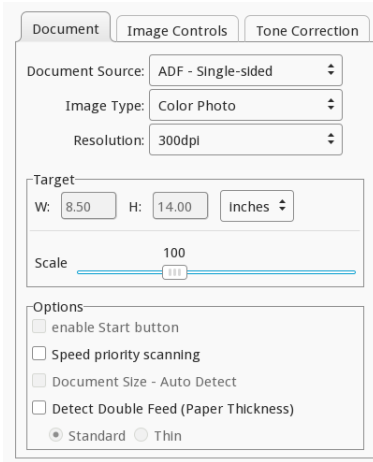 Document Image Controls Tone Correction
Document Source: ADF - Single-sided
Image Type: Color Photo
Resolution: 300dpi
Target
W: 8.50 H: 14.00 inches
100
Scale
Options
enable Start button
Speed priority scanning
Document Size - Auto Detect
Detect Double Feed (Paper Thickness)
Standard Thin